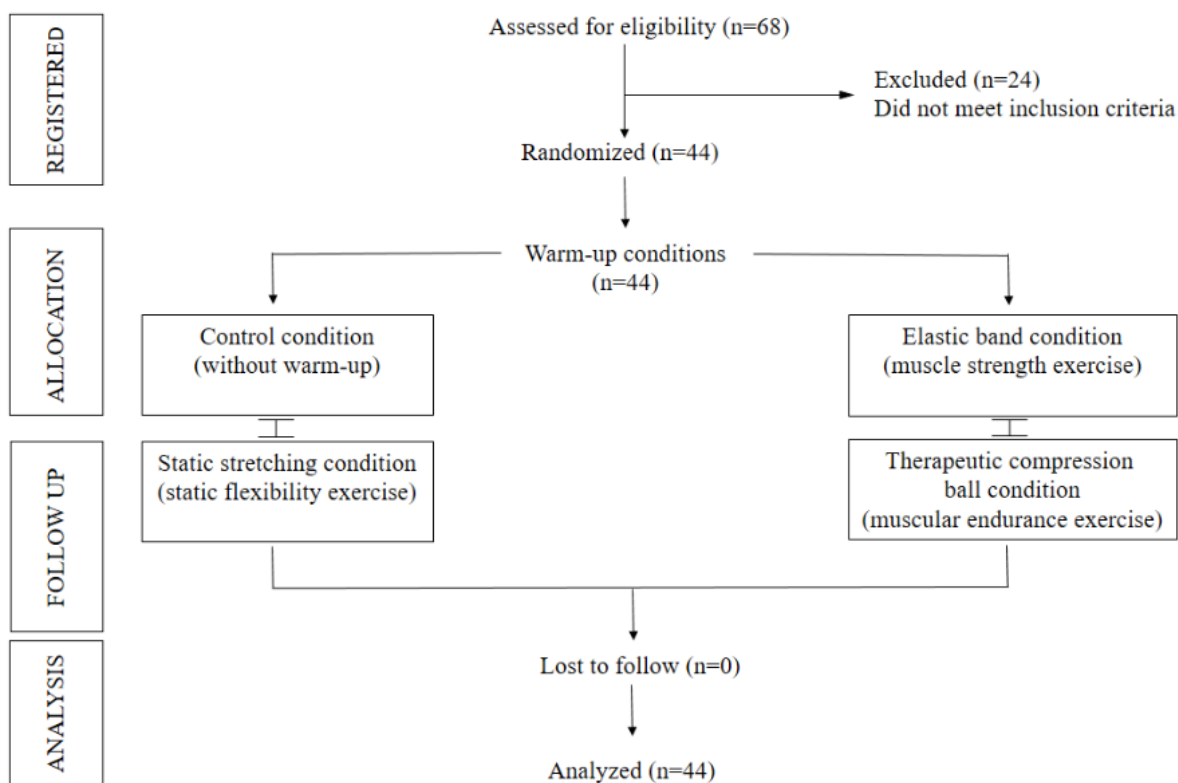 REGISTERED
Assessed for eligibility (n=68)
Excluded (n=24)
Did not meet inclusion criteria
Randomized (n=44)
ALLOCATION
Warm-up conditions
(n=44)
Control condition
(without warm-up)
Elastic band condition
(muscle strength exercise)
FOLLOW UP
Static stretching condition
(static flexibility exercise)
Therapeutic compression
ball condition
(muscular endurance exercise)
ANALYSIS
Lost to follow (n=0)
Analyzed (n=44)